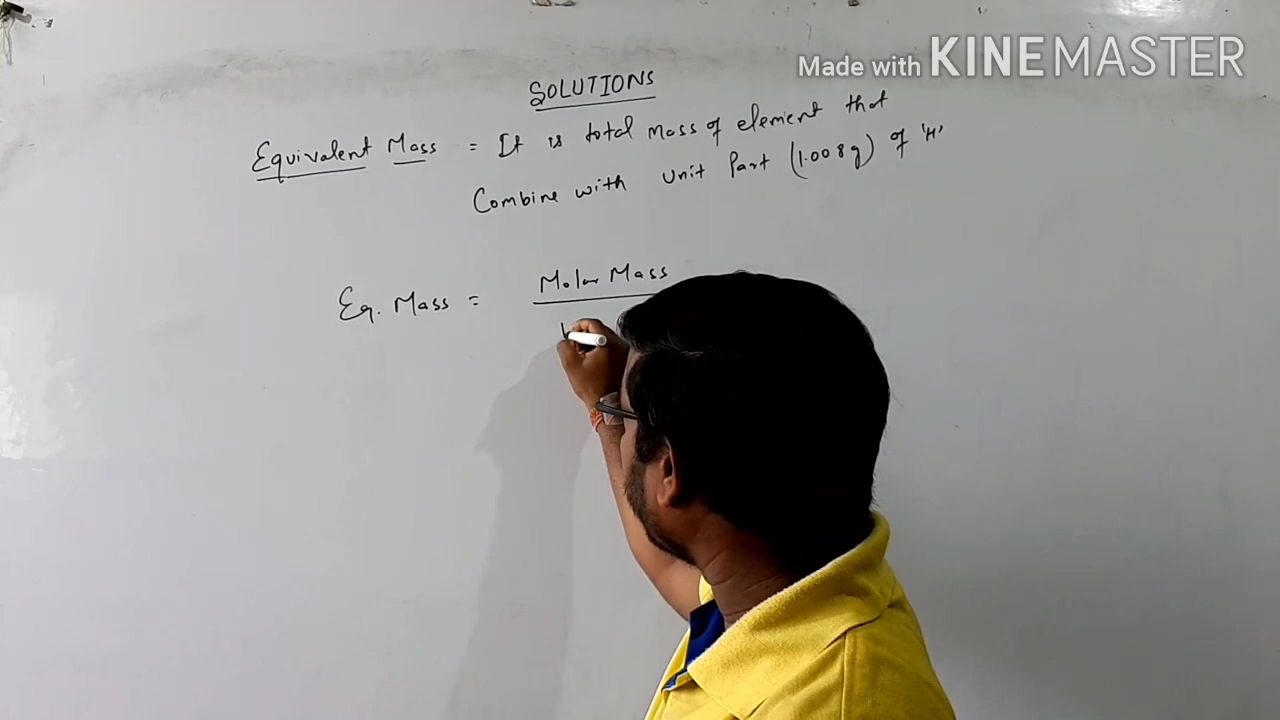 Made with KINEMASTER
SOLUTIONS
Equivalent Mass = It is total mass of element that
Combine with unit Part (1.008g) of 'H'
Eq. Mass = Molar Mass